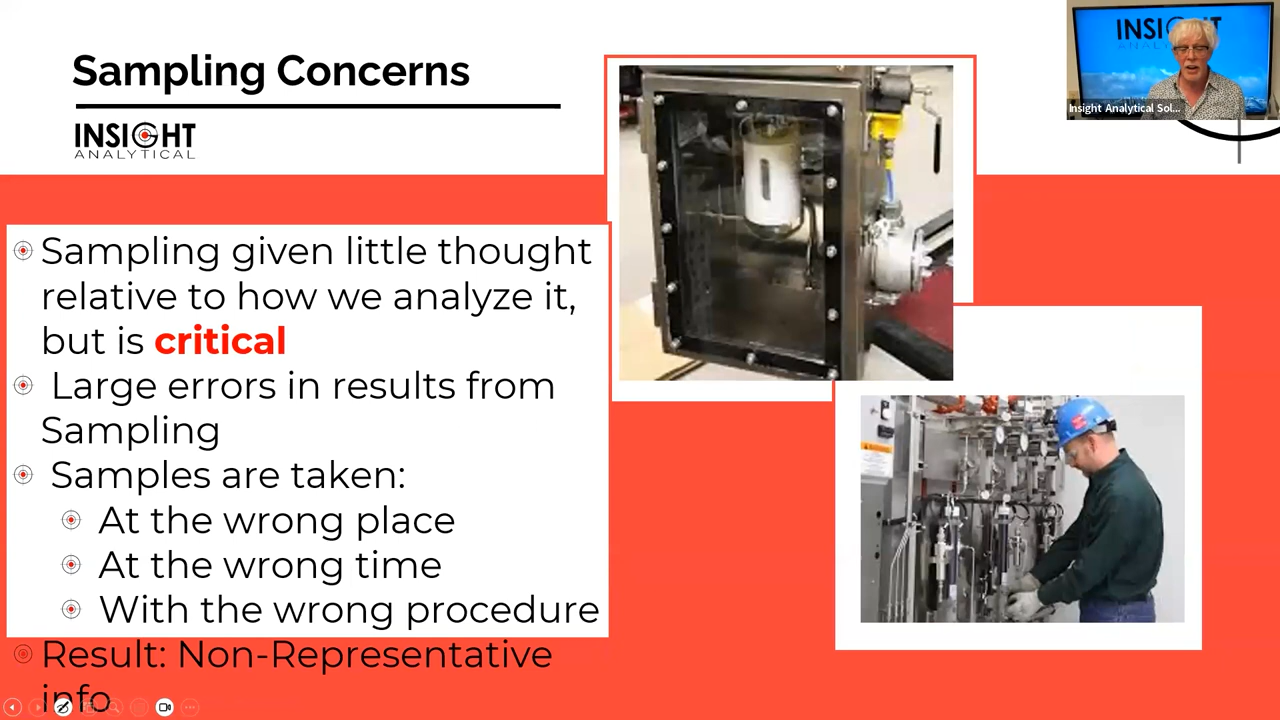 Sampling Concerns
INSIGHT
ANALYTICAL
Sampling given little thought
relative to how we analyze it,
but is critical
Large errors in results from
Sampling
Samples are taken:
At the wrong place
At the wrong time
With the wrong procedure
Result: Non-Representative
info
INSIGHT
ANALYTICAL
Insight Analytical Sol...